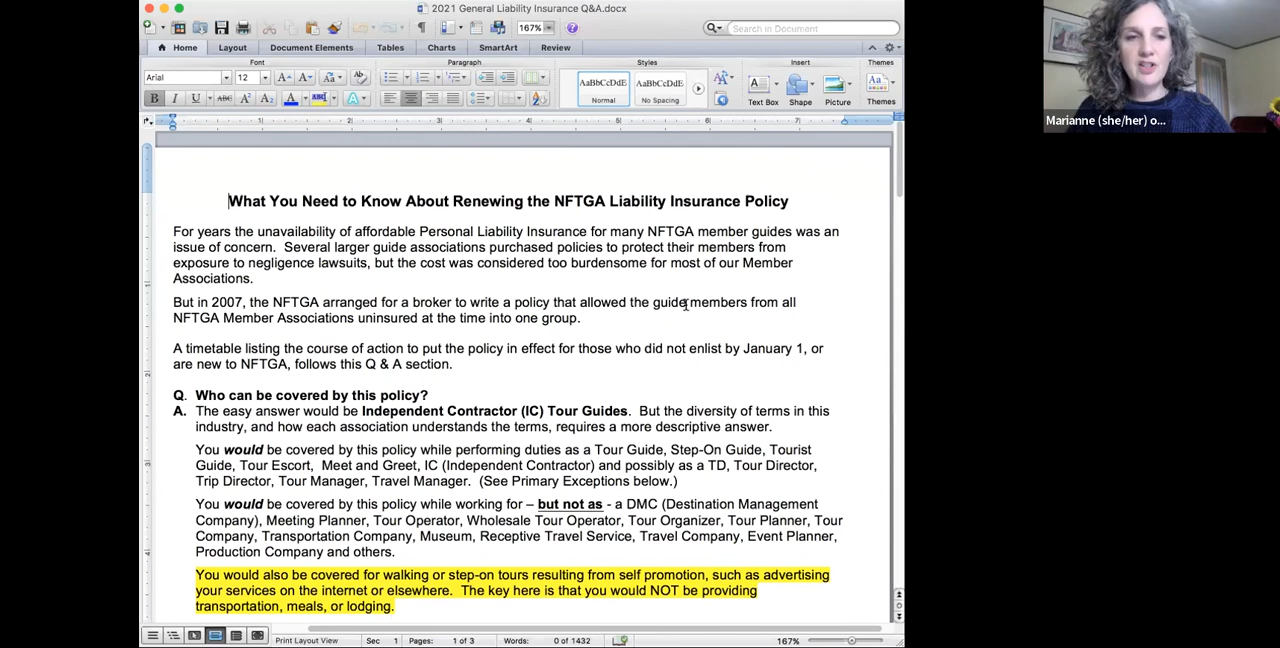 2021 General Liability Insurance Q&A.docx
167%
Search in Document
Home Layout Document Elements Tables Charts SmartArt Review
Font Paragraph Styles Insert Themes
Arial 12
AaBbCcDdE AaBbCcDdE
Normal No Spacing
Text Box Shape Picture Themes
Marianne (she/her) o...
1 2 3 4 5 6 7
What You Need to Know About Renewing the NFTGA Liability Insurance Policy
For years the unavailability of affordable Personal Liability Insurance for many NFTGA member guides was an
issue of concern. Several larger guide associations purchased policies to protect their members from
exposure to negligence lawsuits, but the cost was considered too burdensome for most of our Member
Associations.
But in 2007, the NFTGA arranged for a broker to write a policy that allowed the guide members from all
NFTGA Member Associations uninsured at the time into one group.
A timetable listing the course of action to put the policy in effect for those who did not enlist by January 1, or
are new to NFTGA, follows this Q & A section.
Q. Who can be covered by this policy?
A. The easy answer would be Independent Contractor (IC) Tour Guides. But the diversity of terms in this
industry, and how each association understands the terms, requires a more descriptive answer.
You would be covered by this policy while performing duties as a Tour Guide, Step-On Guide, Tourist
Guide, Tour Escort, Meet and Greet, IC (Independent Contractor) and possibly as a TD, Tour Director,
Trip Director, Tour Manager, Travel Manager. (See Primary Exceptions below.)
You would be covered by this policy while working for – but not as - a DMC (Destination Management
Company), Meeting Planner, Tour Operator, Wholesale Tour Operator, Tour Organizer, Tour Planner, Tour
Company, Transportation Company, Museum, Receptive Travel Service, Travel Company, Event Planner,
Production Company and others.
You would also be covered for walking or step-on tours resulting from self promotion, such as advertising
your services on the internet or elsewhere. The key here is that you would NOT be providing
transportation, meals, or lodging.
Print Layout View Sec 1 Pages: 1 of 3 Words: 0 of 1432 167%